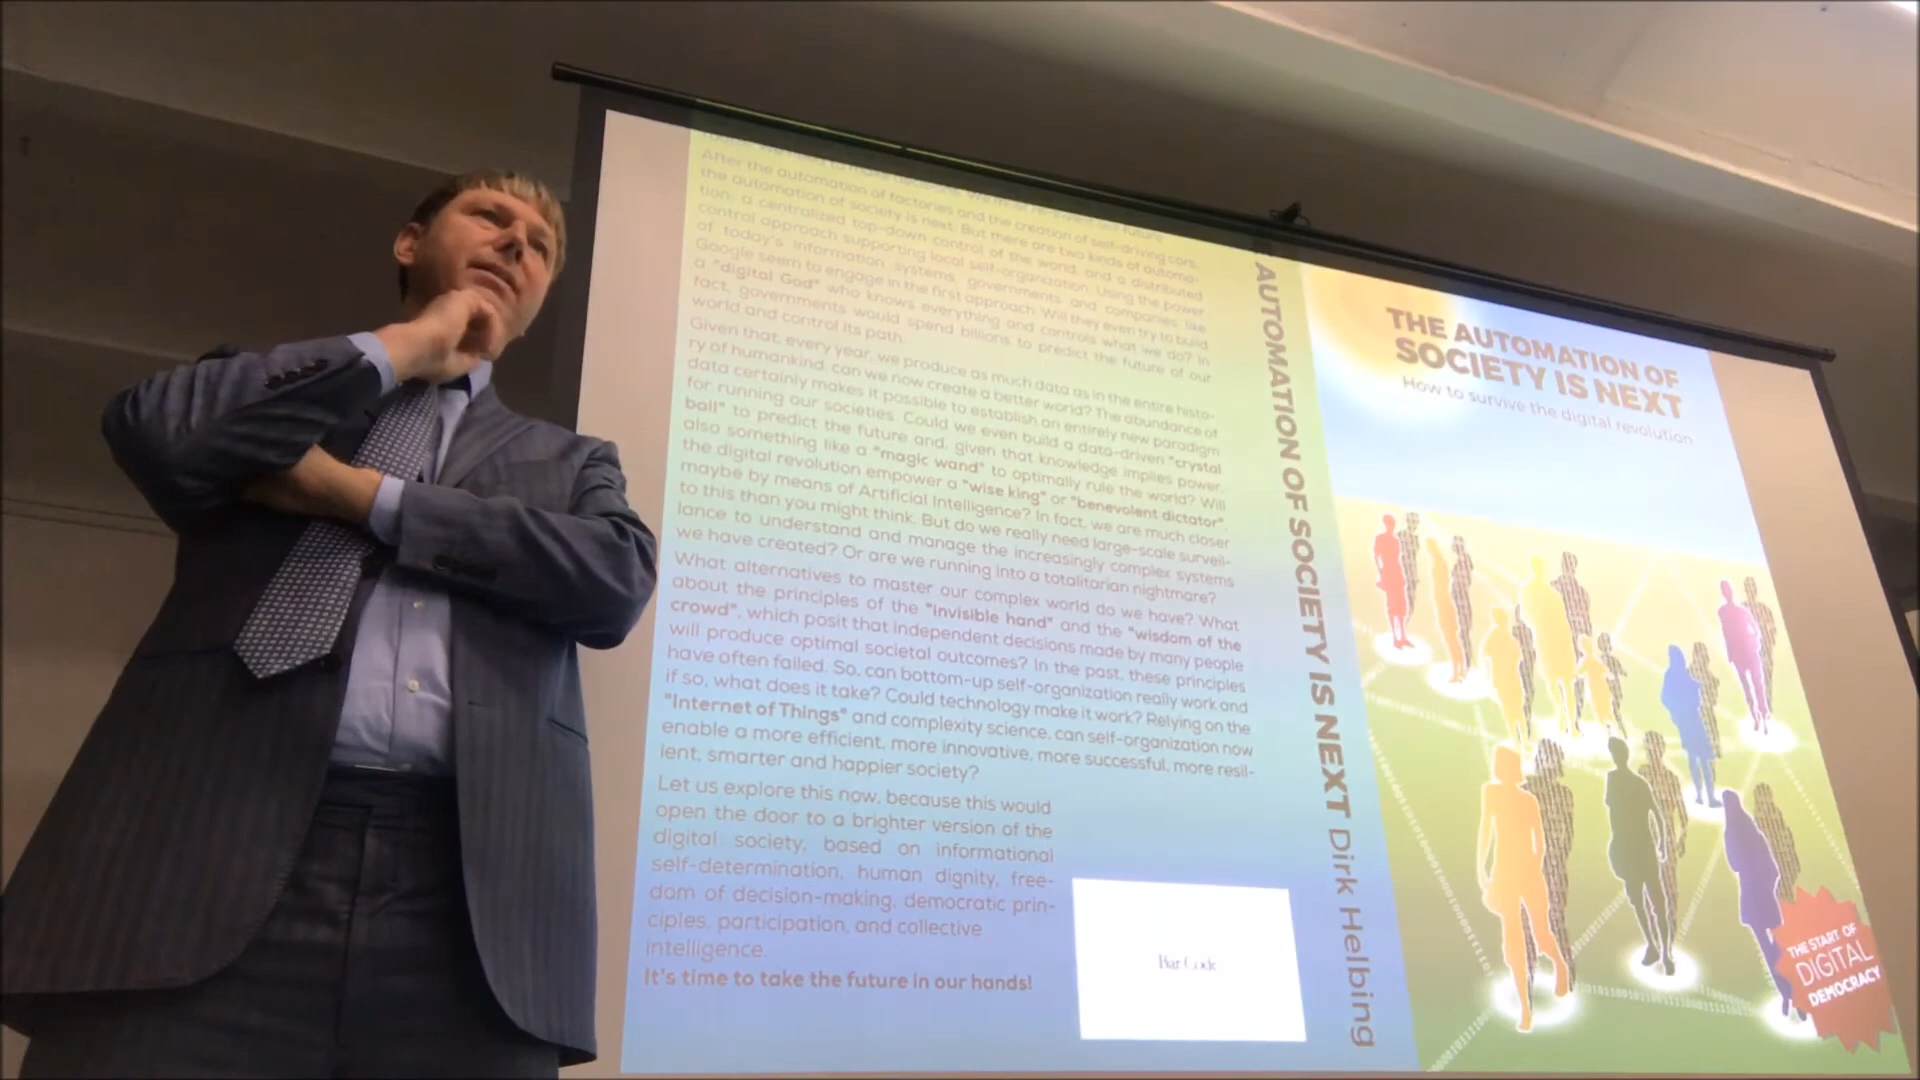 After the automation of factories and the creation of self-driving cars,
the automation of society is next. But there are two kinds of automa-
tion: a centralized top-down control of the world, and a distributed
control approach supporting local self-organization. Using the power
of today's information systems, governments and companies like
Google seem to engage in the first approach. Will they even try to build
a "digital God" who knows everything and controls what we do? In
fact, governments would spend billions to predict the future of our
world and control its path.
Given that, every year, we produce as much data as in the entire histo-
ry of humankind, can we now create a better world? The abundance of
data certainly makes it possible to establish an entirely new paradigm
for running our societies. Could we even build a data-driven "crystal
ball" to predict the future and, given that knowledge implies power,
also something like a "magic wand" to optimally rule the world? Will
the digital revolution empower a "wise king" or "benevolent dictator",
maybe by means of Artificial Intelligence? In fact, we are much closer
to this than you might think. But do we really need large-scale surveil-
lance to understand and manage the increasingly complex systems
we have created? Or are we running into a totalitarian nightmare?
What alternatives to master our complex world do we have? What
about the principles of the "invisible hand" and the "wisdom of the
crowd", which posit that independent decisions made by many people
will produce optimal societal outcomes? In the past, these principles
have often failed. So, can bottom-up self-organization really work and
if so, what does it take? Could technology make it work? Relying on the
"Internet of Things" and complexity science, can self-organization now
enable a more efficient, more innovative, more successful, more resil-
ient, smarter and happier society?
Let us explore this now, because this would
open the door to a brighter version of the
digital society, based on informational
self-determination, human dignity, free-
dom of decision-making, democratic prin-
ciples, participation, and collective
intelligence.
It's time to take the future in our hands!
Bar Code
AUTOMATION OF SOCIETY IS NEXT Dirk Helbing
THE AUTOMATION OF
SOCIETY IS NEXT
How to survive the digital revolution
THE START OF
DIGITAL
DEMOCRACY